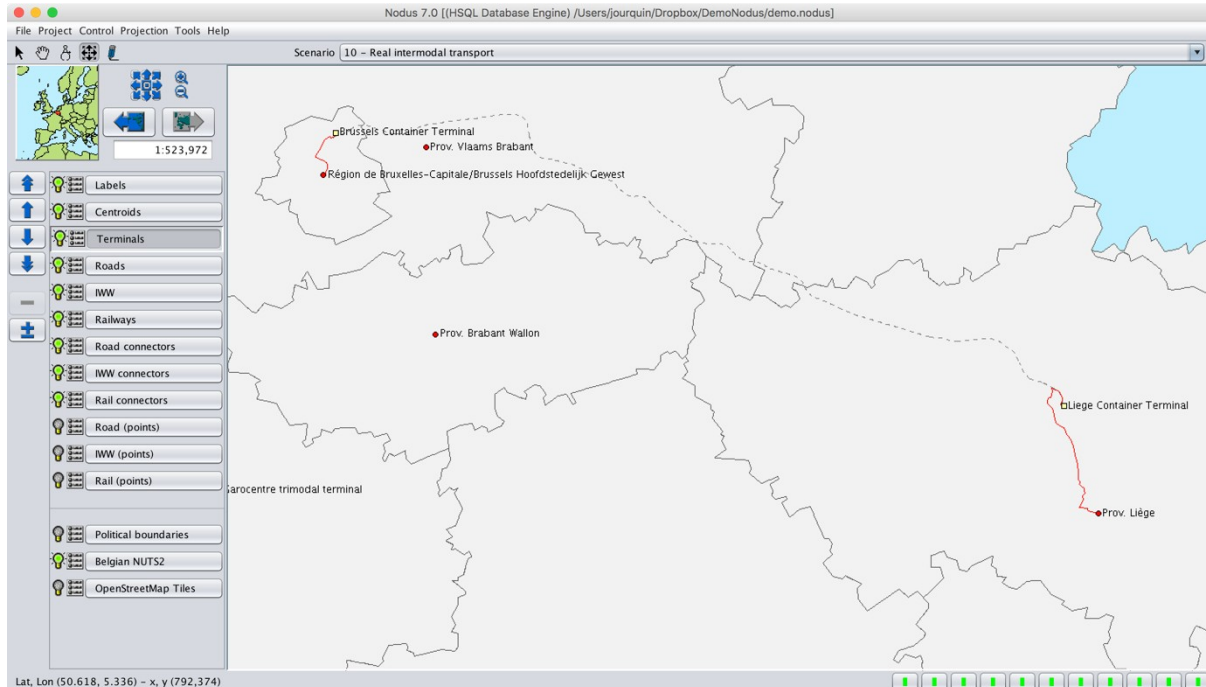 Nodus 7.0 [(HSQL Database Engine) /Users/jourquin/Dropbox/DemoNodus/demo.nodus]
File Project Control Projection Tools Help
Scenario 10 - Real intermodal transport
1:523,972
Labels
Centroids
Terminals
Roads
IWW
Railways
Road connectors
IWW connectors
Rail connectors
Road (points)
IWW (points)
Rail (points)
Political boundaries
Belgian NUTS2
OpenStreetMap Tiles
Brussels Container Terminal
Prov. Vlaams Brabant
Région de Bruxelles-Capitale/Brussels Hoofdstedelijk Gewest
Prov. Brabant Wallon
Liege Container Terminal
arocentre trimodal terminal
Prov. Liège
Lat, Lon (50.618, 5.336) - x, y (792,374)